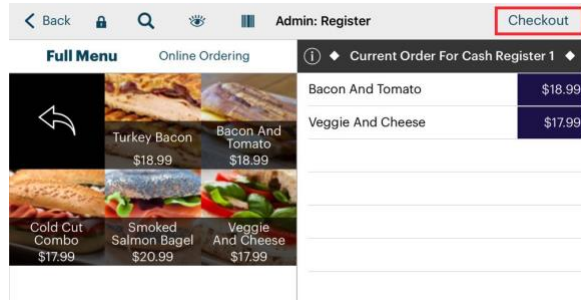 Back
Admin: Register
Checkout
Full Menu
Online Ordering
Current Order For Cash Register 1
Turkey Bacon
$18.99
Bacon And
Tomato
$18.99
Cold Cut
Combo
$17.99
Smoked
Salmon Bagel
$20.99
Veggie
And Cheese
$17.99
Bacon And Tomato $18.99
Veggie And Cheese $17.99